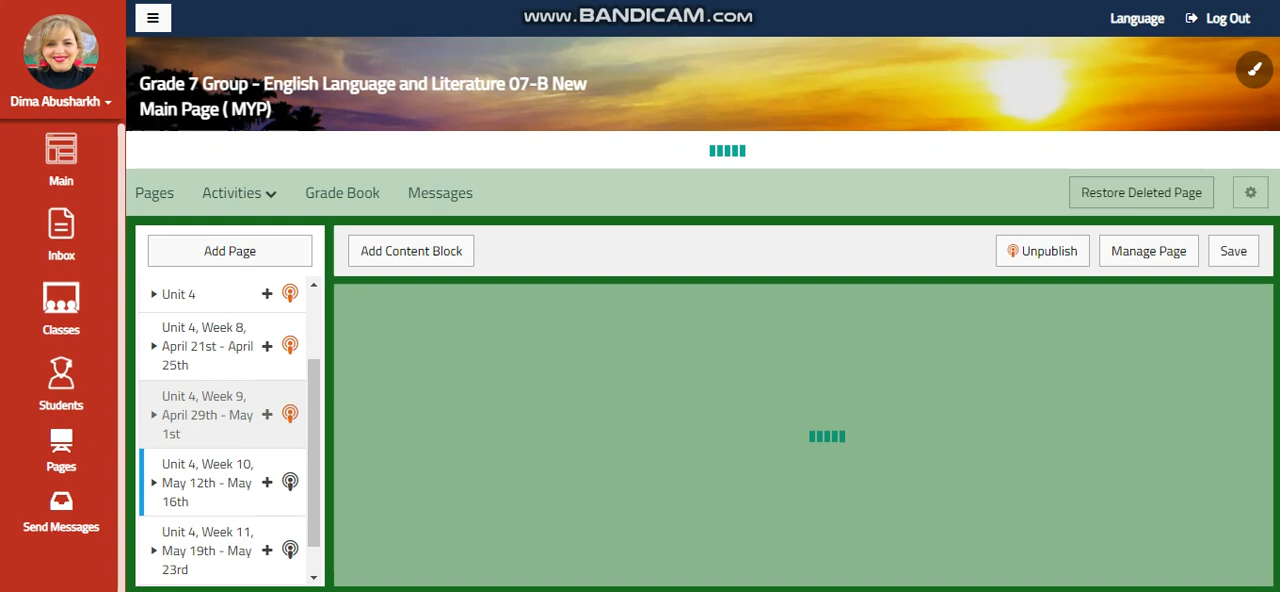 www.BANDICAM.com
Language
Log Out
Dima Abusharkh
Grade 7 Group - English Language and Literature 07-B New
Main Page ( MYP)
Main
Inbox
Classes
Students
Pages
Send Messages
Pages
Activities
Grade Book
Messages
Restore Deleted Page
Add Page
Add Content Block
Unpublish
Manage Page
Save
Unit 4
Unit 4, Week 8,
April 21st - April
25th
Unit 4, Week 9,
April 29th - May
1st
Unit 4, Week 10,
May 12th - May
16th
Unit 4, Week 11,
May 19th - May
23rd